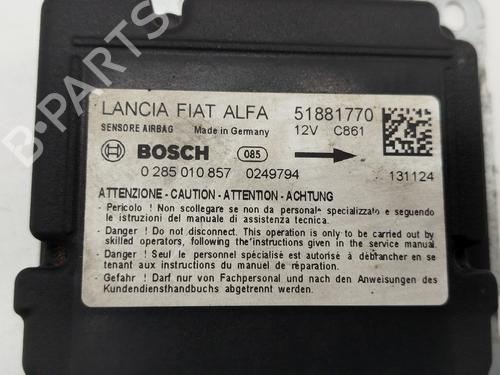 LANCIA FIAT ALFA 51881770
SENSORE AIRBAG Made in Germany 12V C861
BOSCH 085
0 285 010 857 0249794 131124
ATTENZIONE - CAUTION - ATTENTION - ACHTUNG
- Pericolo ! Non scollegare se non da personale specializzato e seguendo
le istruzioni del manuale di assistenza tecnica.
- Danger ! Do not disconnect. This operation is only to be carried out by
skilled operators, following the instructions given in the service manual.
- Danger ! Seul le personnel spécialisé est autorisé à débrancher en se
tenant aux instructions du manuel de réparation.
- Gefahr ! Darf nur von Fachpersonal und nach den Anweisungen des
Kundendiensthandbuchs abgetrennt werden.
B-PARTS